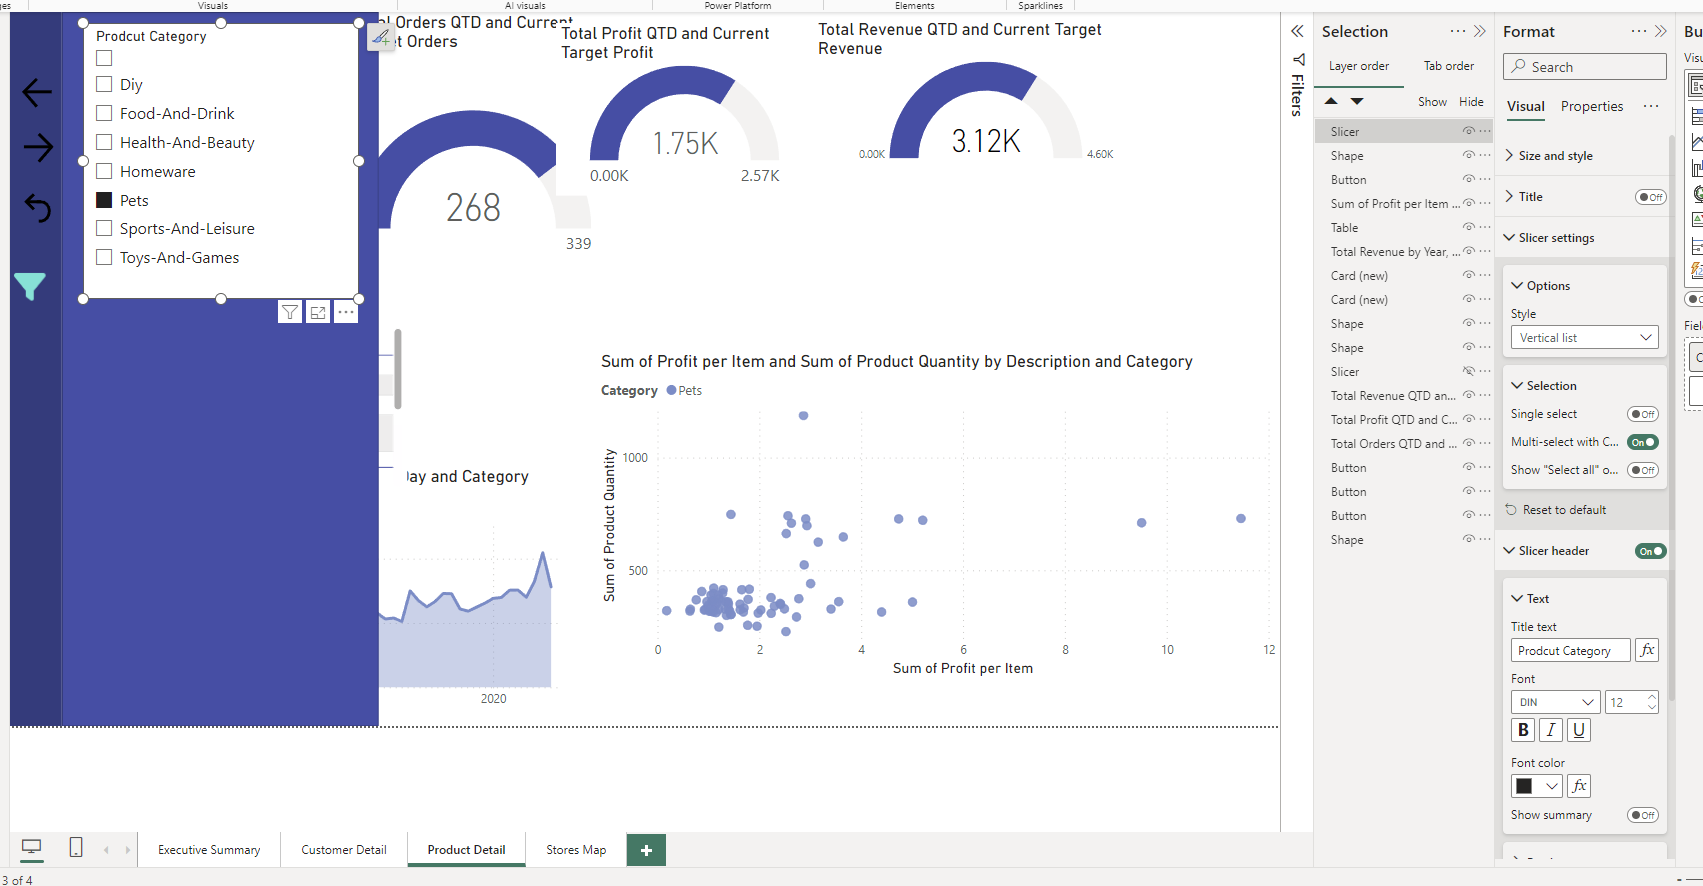 ges
Visuals
AI visuals
Power Platform
Elements
Sparklines
Prodcut Category
Diy
Food-And-Drink
Health-And-Beauty
Homeware
Pets
Sports-And-Leisure
Toys-And-Games
al Orders QTD and Current
et Orders
268
339
Total Profit QTD and Current
Target Profit
1.75K
0.00K
2.57K
Total Revenue QTD and Current Target
Revenue
3.12K
0.00K
4.60K
Day and Category
2020
Sum of Profit per Item and Sum of Product Quantity by Description and Category
Category
Pets
Sum of Product Quantity
1000
500
0
2
4
6
8
10
12
Sum of Profit per Item
Filters
Selection
Layer order
Tab order
Show
Hide
Slicer
Shape
Button
Sum of Profit per Item ...
Table
Total Revenue by Year, ...
Card (new)
Card (new)
Shape
Shape
Slicer
Total Revenue QTD an...
Total Profit QTD and C...
Total Orders QTD and ...
Button
Button
Button
Shape
Format
Search
Visual
Properties
Size and style
Title
Off
Slicer settings
Options
Style
Vertical list
Selection
Single select
Off
Multi-select with C...
On
Show "Select all" o...
Off
Reset to default
Slicer header
On
Text
Title text
Prodcut Category
fx
Font
DIN
12
B
I
U
Font color
fx
Show summary
Off
Bu
Visu
Fiel
C
Executive Summary
Customer Detail
Product Detail
Stores Map
+
3 of 4